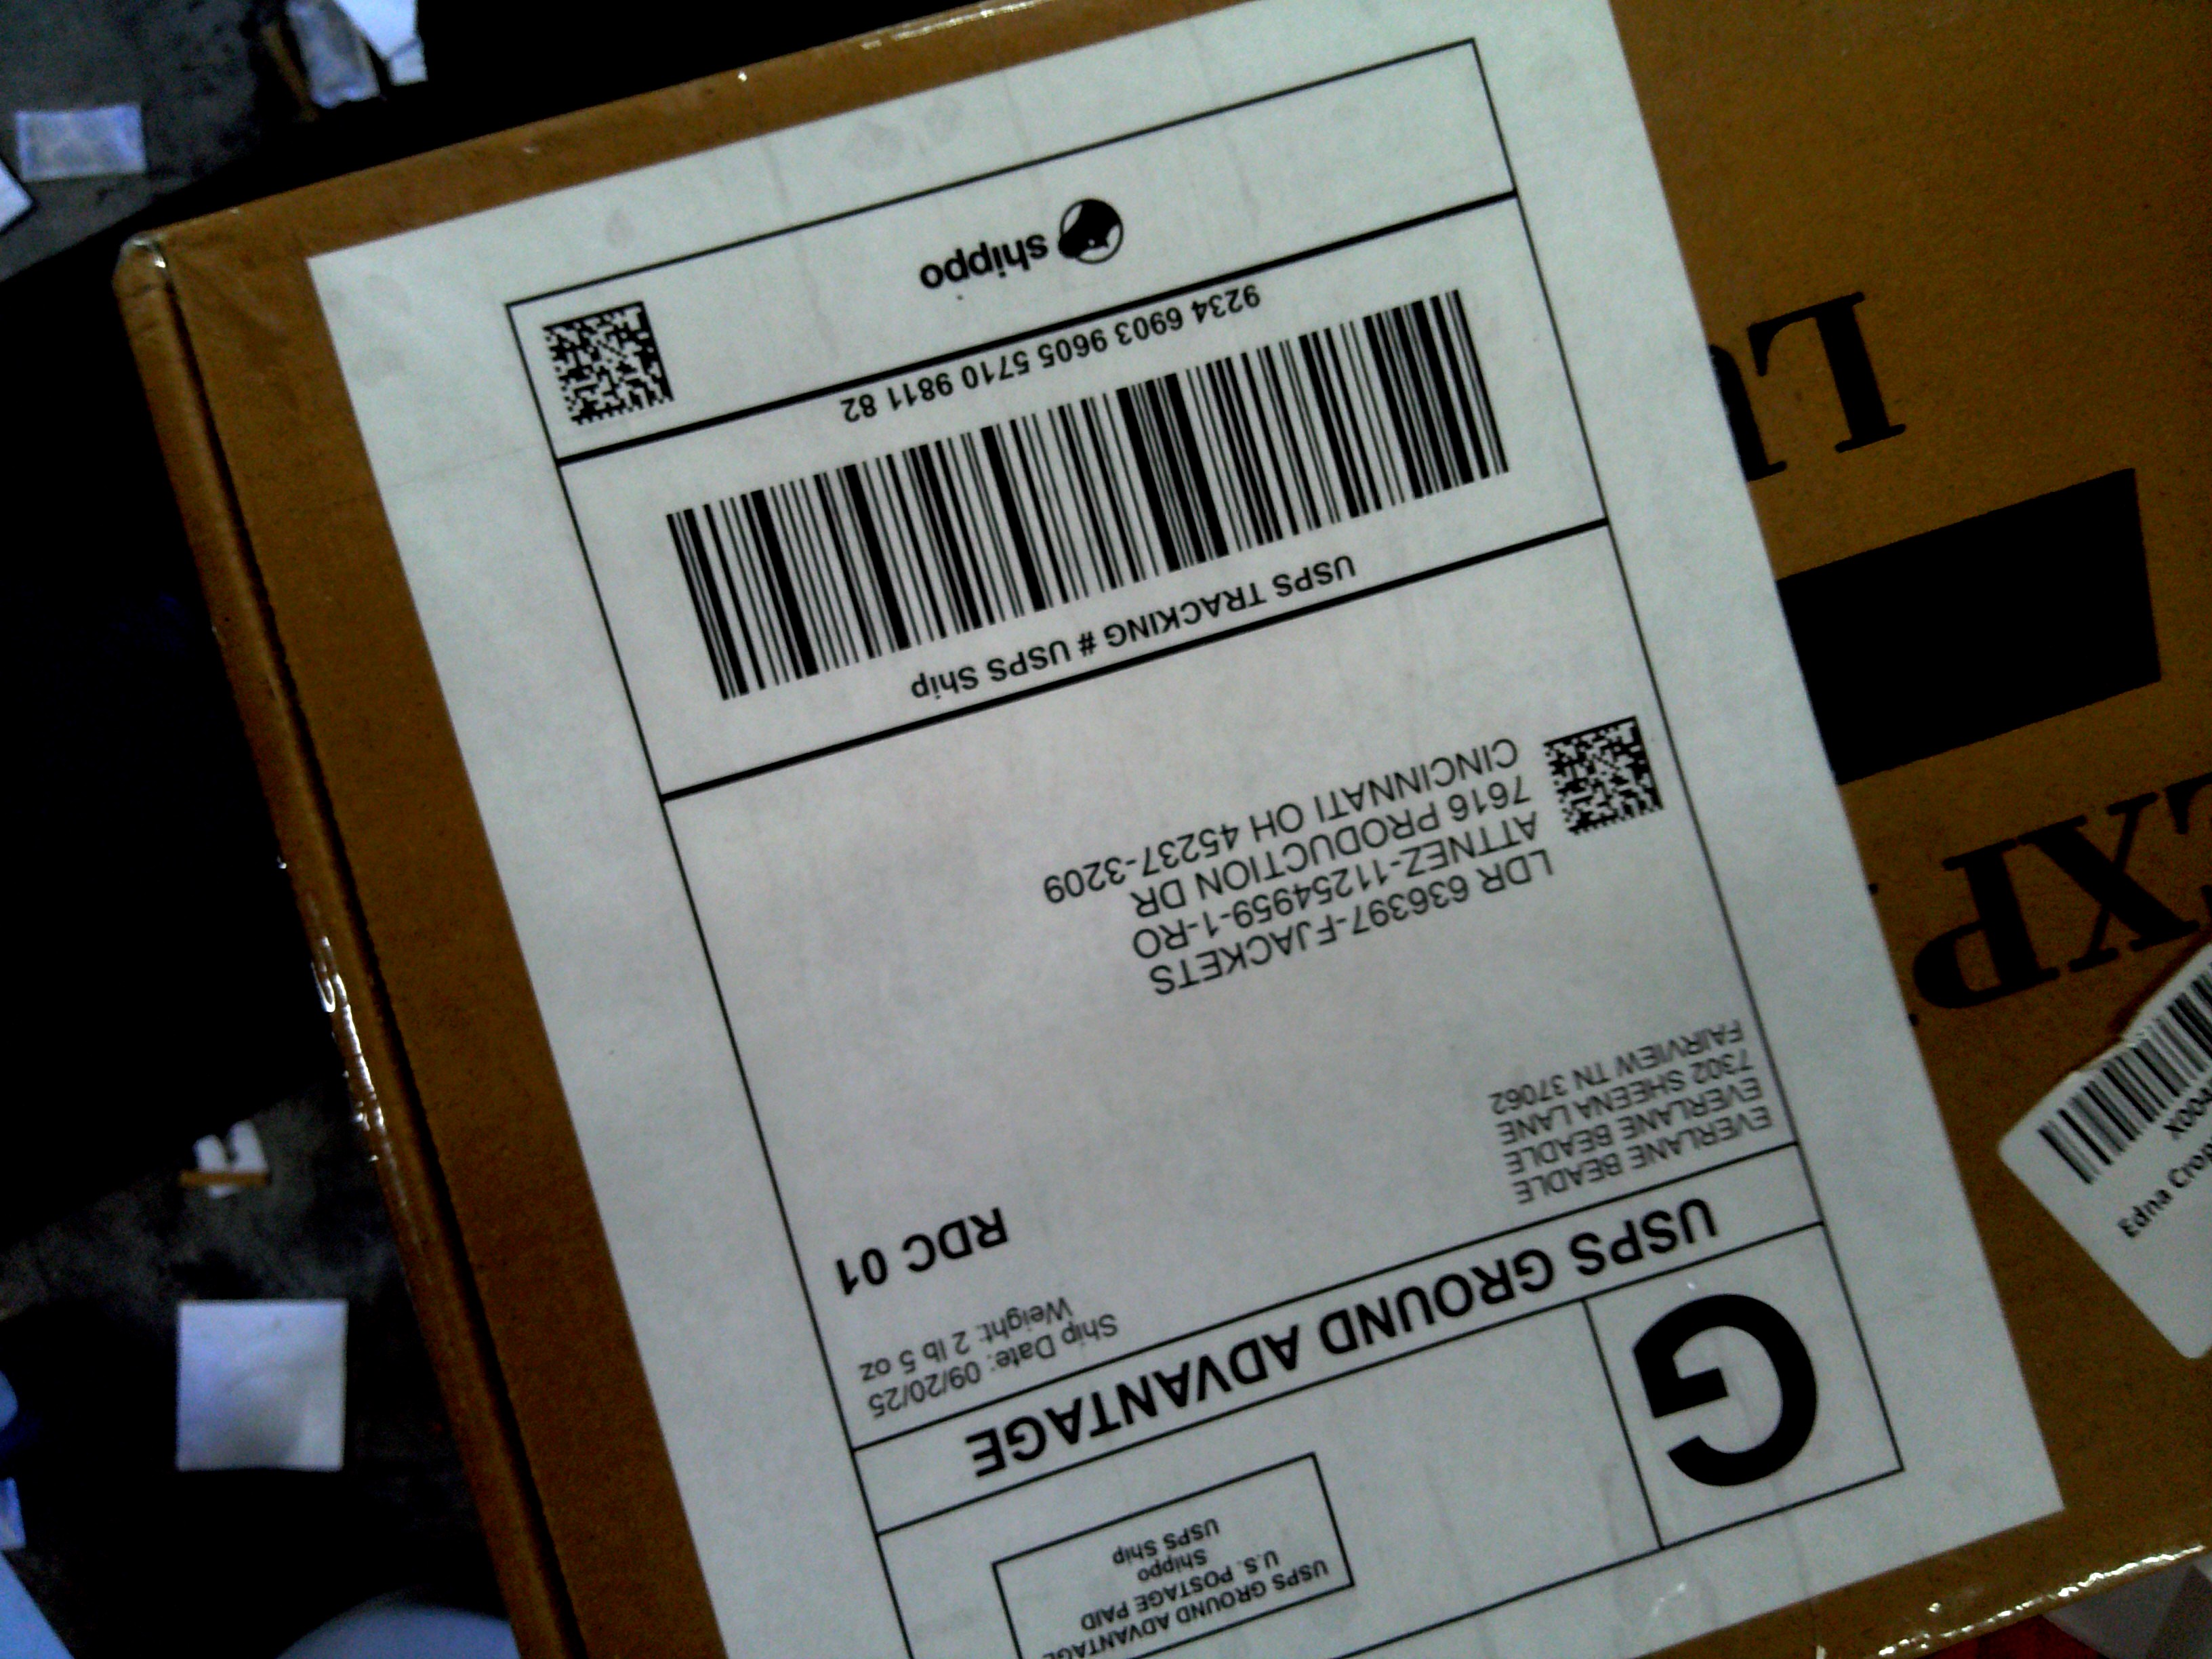 G
USPS GROUND ADVANTAGE
U.S. POSTAGE PAID
Shippo
USPS Ship
USPS GROUND ADVANTAGE
EVERLANE BEADLE
EVERLANE BEADLE
7302 SHEENA LANE
FAIRVIEW TN 37062
Ship Date: 09/20/25
Weight: 2 lb 5 oz
RDC 01
LDR 636397-FJACKETS
ATTNEZ-11254959-1-RO
7616 PRODUCTION DR
CINCINNATI OH 45237-3209
USPS TRACKING # USPS Ship
9234 6903 9605 5710 9811 82
shippo
Edna Crop
X00
EXP